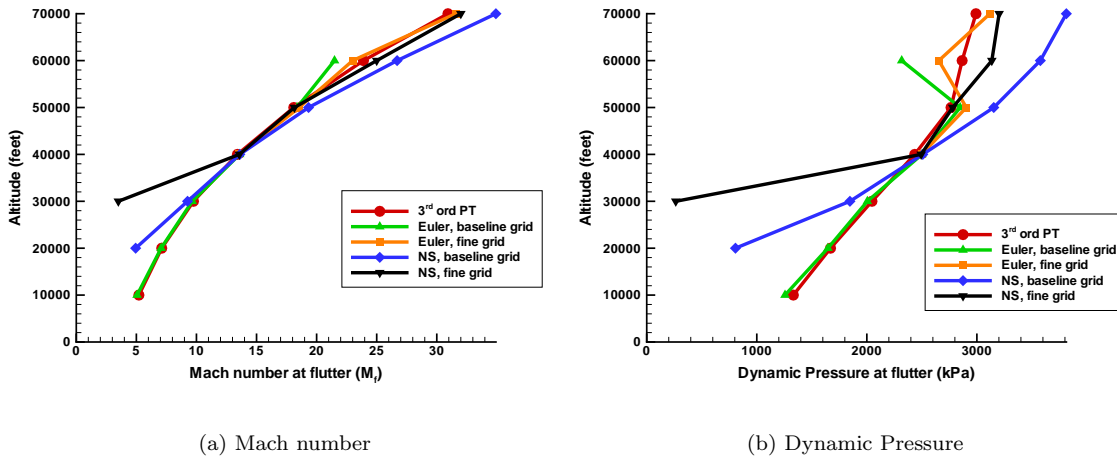 70000
60000
50000
40000
30000
20000
10000
0
Altitude (feet)
0 5 10 15 20 25 30
Mach number at flutter (M_f)
3rd ord PT
Euler, baseline grid
Euler, fine grid
NS, baseline grid
NS, fine grid
(a) Mach number
70000
60000
50000
40000
30000
20000
10000
0
Altitude (feet)
0 1000 2000 3000
Dynamic Pressure at flutter (kPa)
3rd ord PT
Euler, baseline grid
Euler, fine grid
NS, baseline grid
NS, fine grid
(b) Dynamic Pressure